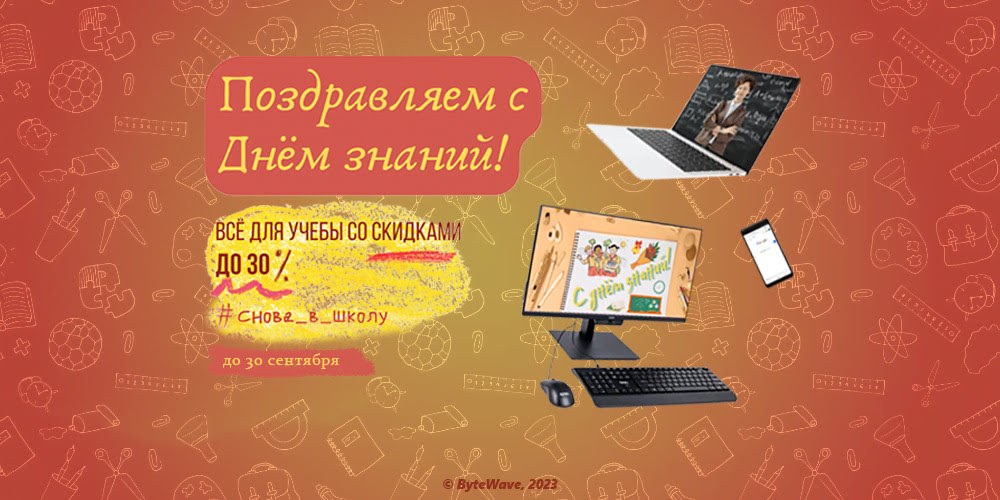 Поздравляем с
Днём знаний!
ВСЁ ДЛЯ УЧЕБЫ СО СКИДКАМИ
ДО 30 %
#снова_в_школу
до 30 сентября
С днём знаний!
© ByteWave, 2023